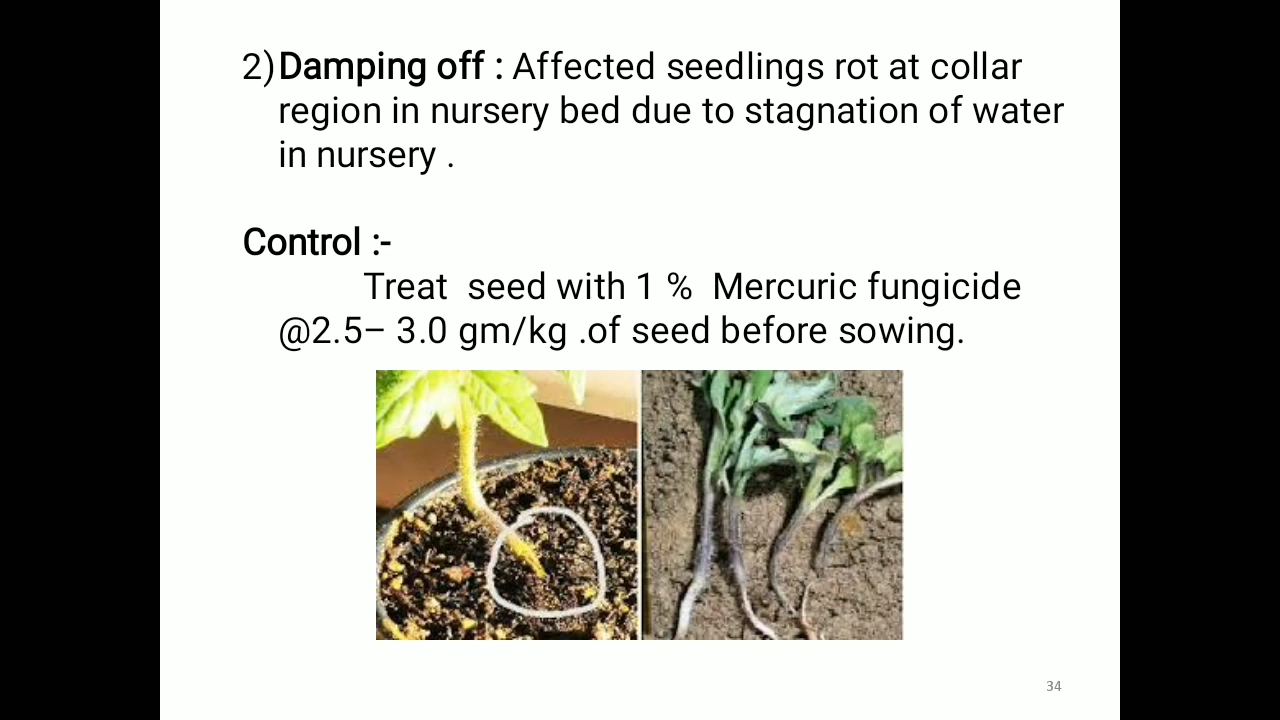 2) Damping off : Affected seedlings rot at collar
region in nursery bed due to stagnation of water
in nursery .
Control :-
Treat seed with 1 % Mercuric fungicide
@2.5– 3.0 gm/kg .of seed before sowing.
34